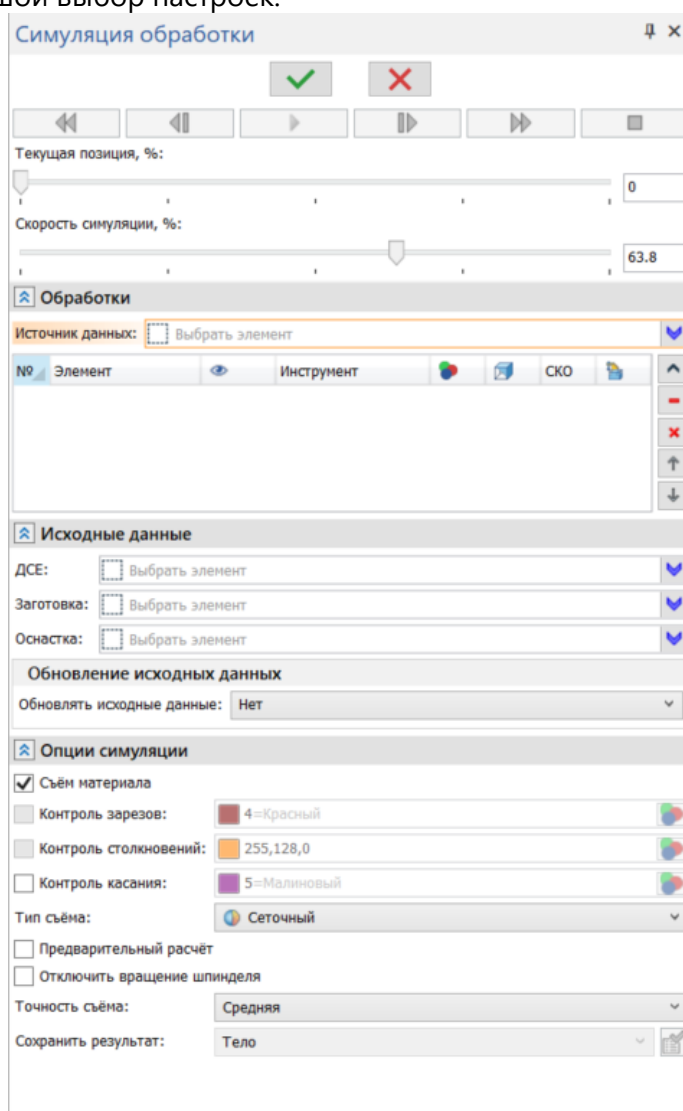 выбор настроек.
Симуляция обработки
Текущая позиция, %:
0
Скорость симуляции, %:
63.8
Обработки
Источник данных: Выбрать элемент
№ Элемент Инструмент СКО
Исходные данные
ДСЕ: Выбрать элемент
Заготовка: Выбрать элемент
Оснастка: Выбрать элемент
Обновление исходных данных
Обновлять исходные данные: Нет
Опции симуляции
Съём материала
Контроль зарезов: 4=Красный
Контроль столкновений: 255,128,0
Контроль касания: 5=Малиновый
Тип съёма: Сеточный
Предварительный расчёт
Отключить вращение шпинделя
Точность съёма: Средняя
Сохранить результат: Тело